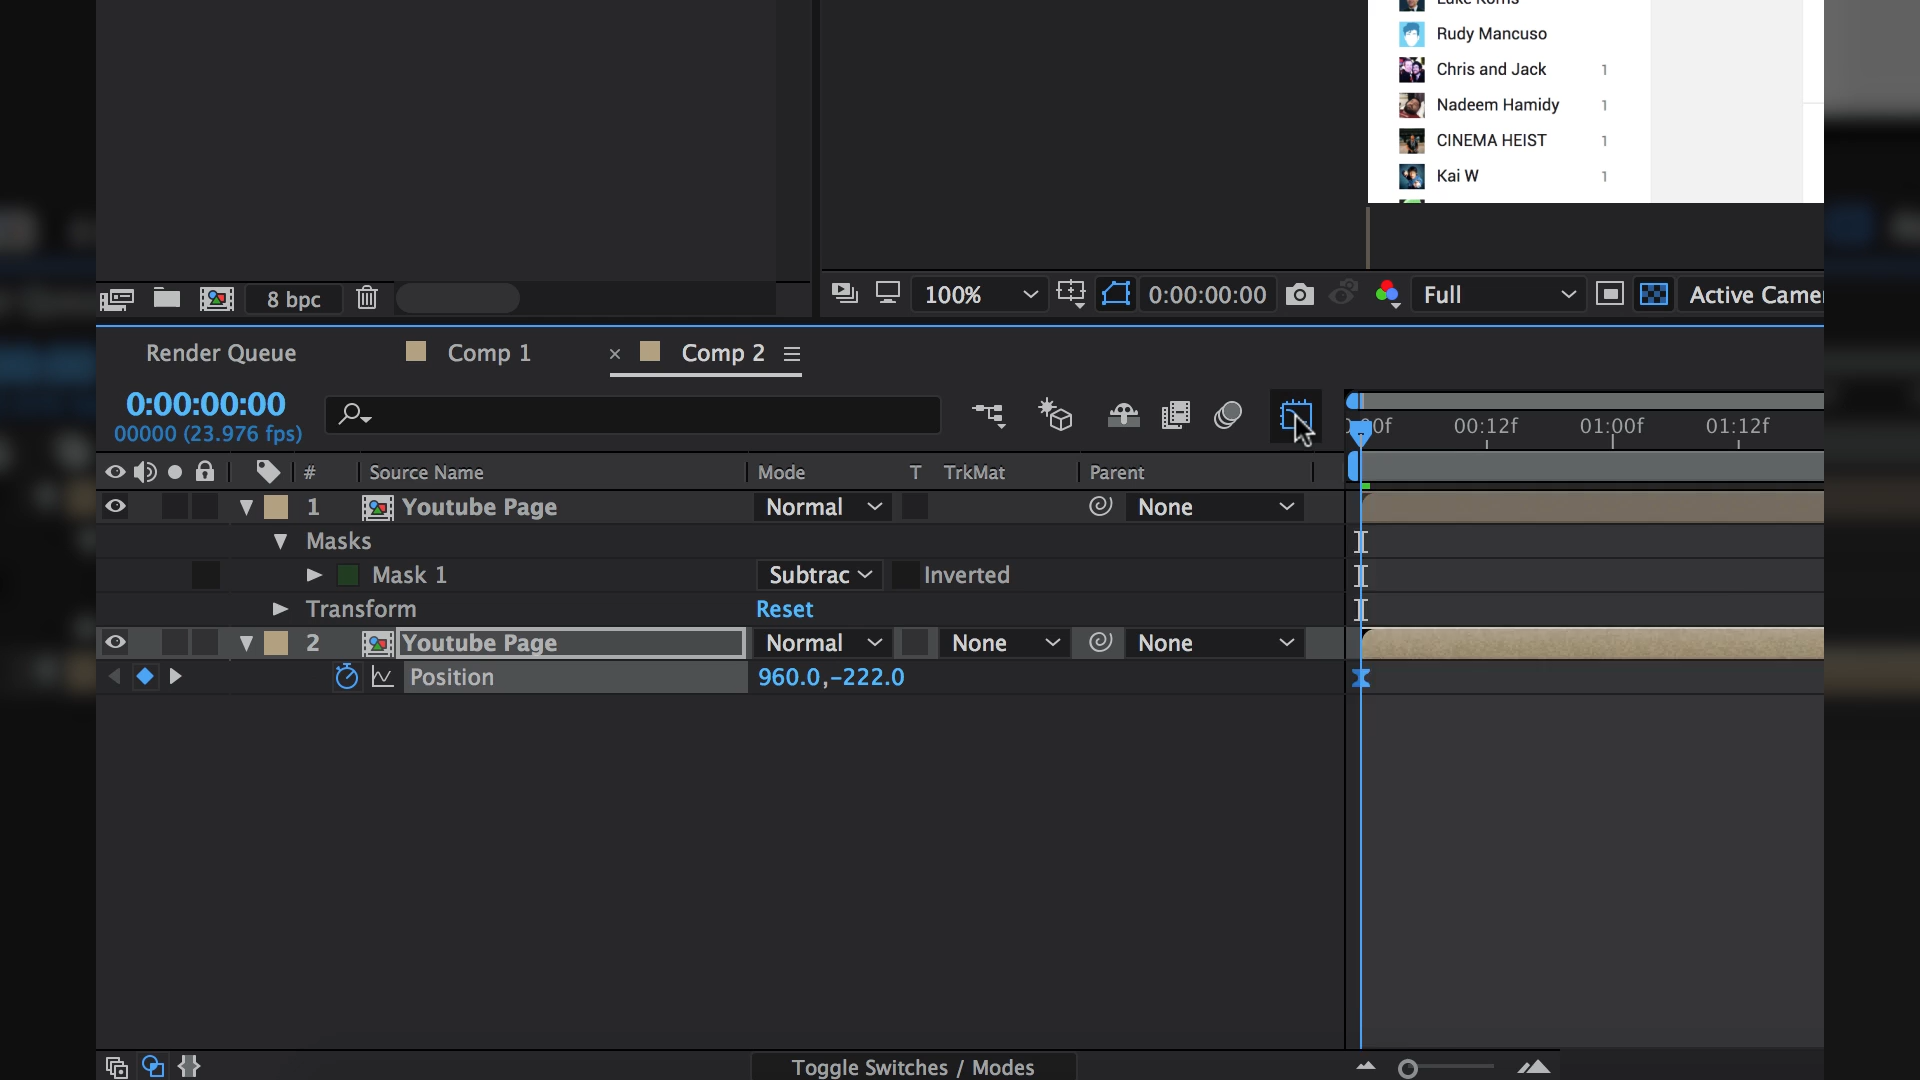 Rudy Mancuso
Chris and Jack 1
Nadeem Hamidy 1
CINEMA HEIST 1
Kai W 1
8 bpc
100%
0:00:00:00
Full
Active Camer
Render Queue
Comp 1
× Comp 2
0:00:00:00
00000 (23.976 fps)
00f 00:12f 01:00f 01:12f
# Source Name Mode T TrkMat Parent
1 Youtube Page Normal None
Masks
Mask 1 Subtrac Inverted
Transform Reset
2 Youtube Page Normal None None
Position 960.0,-222.0
Toggle Switches / Modes